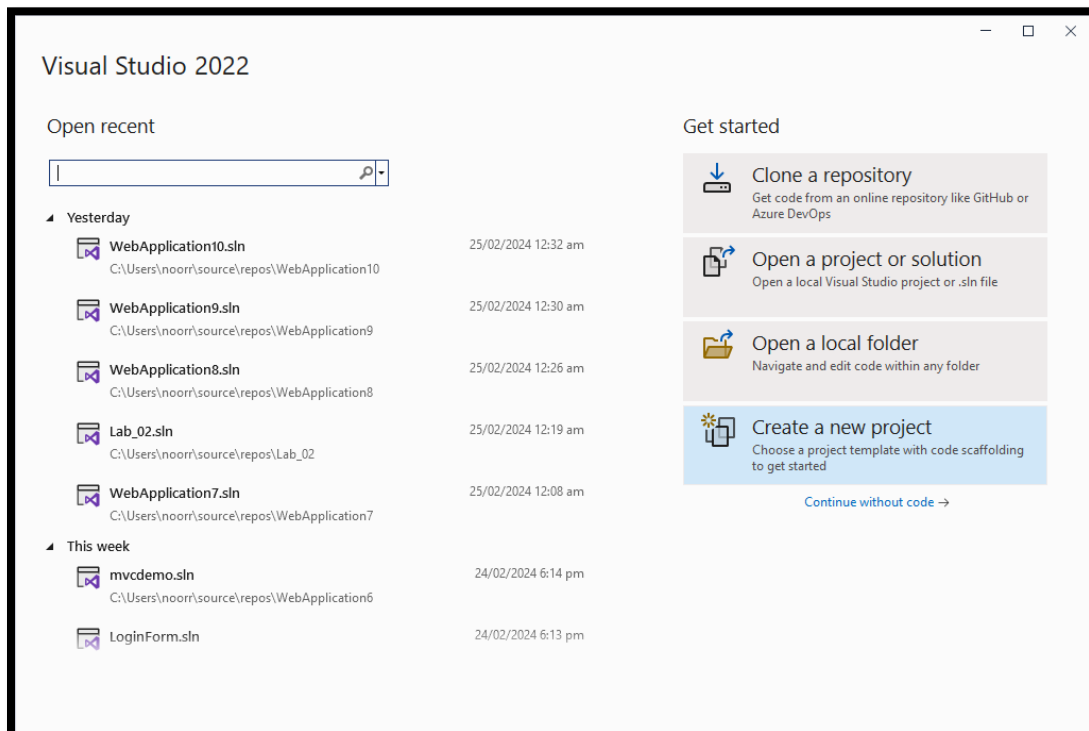 Visual Studio 2022
Open recent
Yesterday
WebApplication10.sln 25/02/2024 12:32 am
C:\Users\noorr\source\repos\WebApplication10
WebApplication9.sln 25/02/2024 12:30 am
C:\Users\noorr\source\repos\WebApplication9
WebApplication8.sln 25/02/2024 12:26 am
C:\Users\noorr\source\repos\WebApplication8
Lab_02.sln 25/02/2024 12:19 am
C:\Users\noorr\source\repos\Lab_02
WebApplication7.sln 25/02/2024 12:08 am
C:\Users\noorr\source\repos\WebApplication7
This week
mvcdemo.sln 24/02/2024 6:14 pm
C:\Users\noorr\source\repos\WebApplication6
LoginForm.sln 24/02/2024 6:13 pm
Get started
Clone a repository
Get code from an online repository like GitHub or
Azure DevOps
Open a project or solution
Open a local Visual Studio project or .sln file
Open a local folder
Navigate and edit code within any folder
Create a new project
Choose a project template with code scaffolding
to get started
Continue without code →